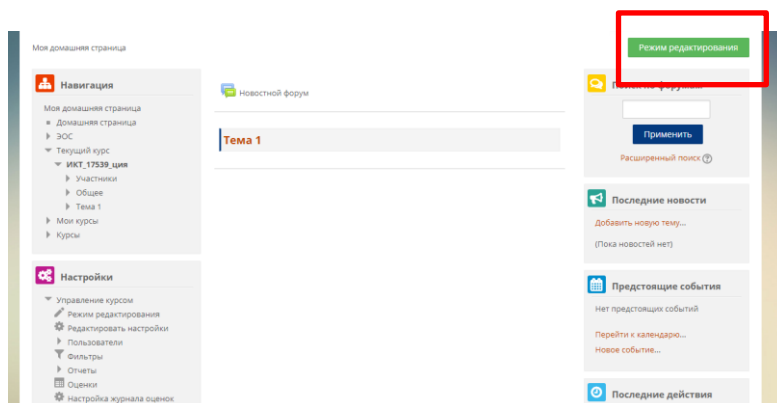 Моя домашняя страница
Режим редактирования
Навигация
Моя домашняя страница
Домашняя страница
ЭОС
Текущий курс
ИКТ_17539_ция
Участники
Общее
Тема 1
Мои курсы
Курсы
Настройки
Управление курсом
Режим редактирования
Редактировать настройки
Пользователи
Фильтры
Отчеты
Оценки
Настройка журнала оценок
Новостной форум
Тема 1
Применить
Расширенный поиск
Последние новости
Добавить новую тему...
(Пока новостей нет)
Предстоящие события
Нет предстоящих событий
Перейти к календарю...
Новое событие...
Последние действия